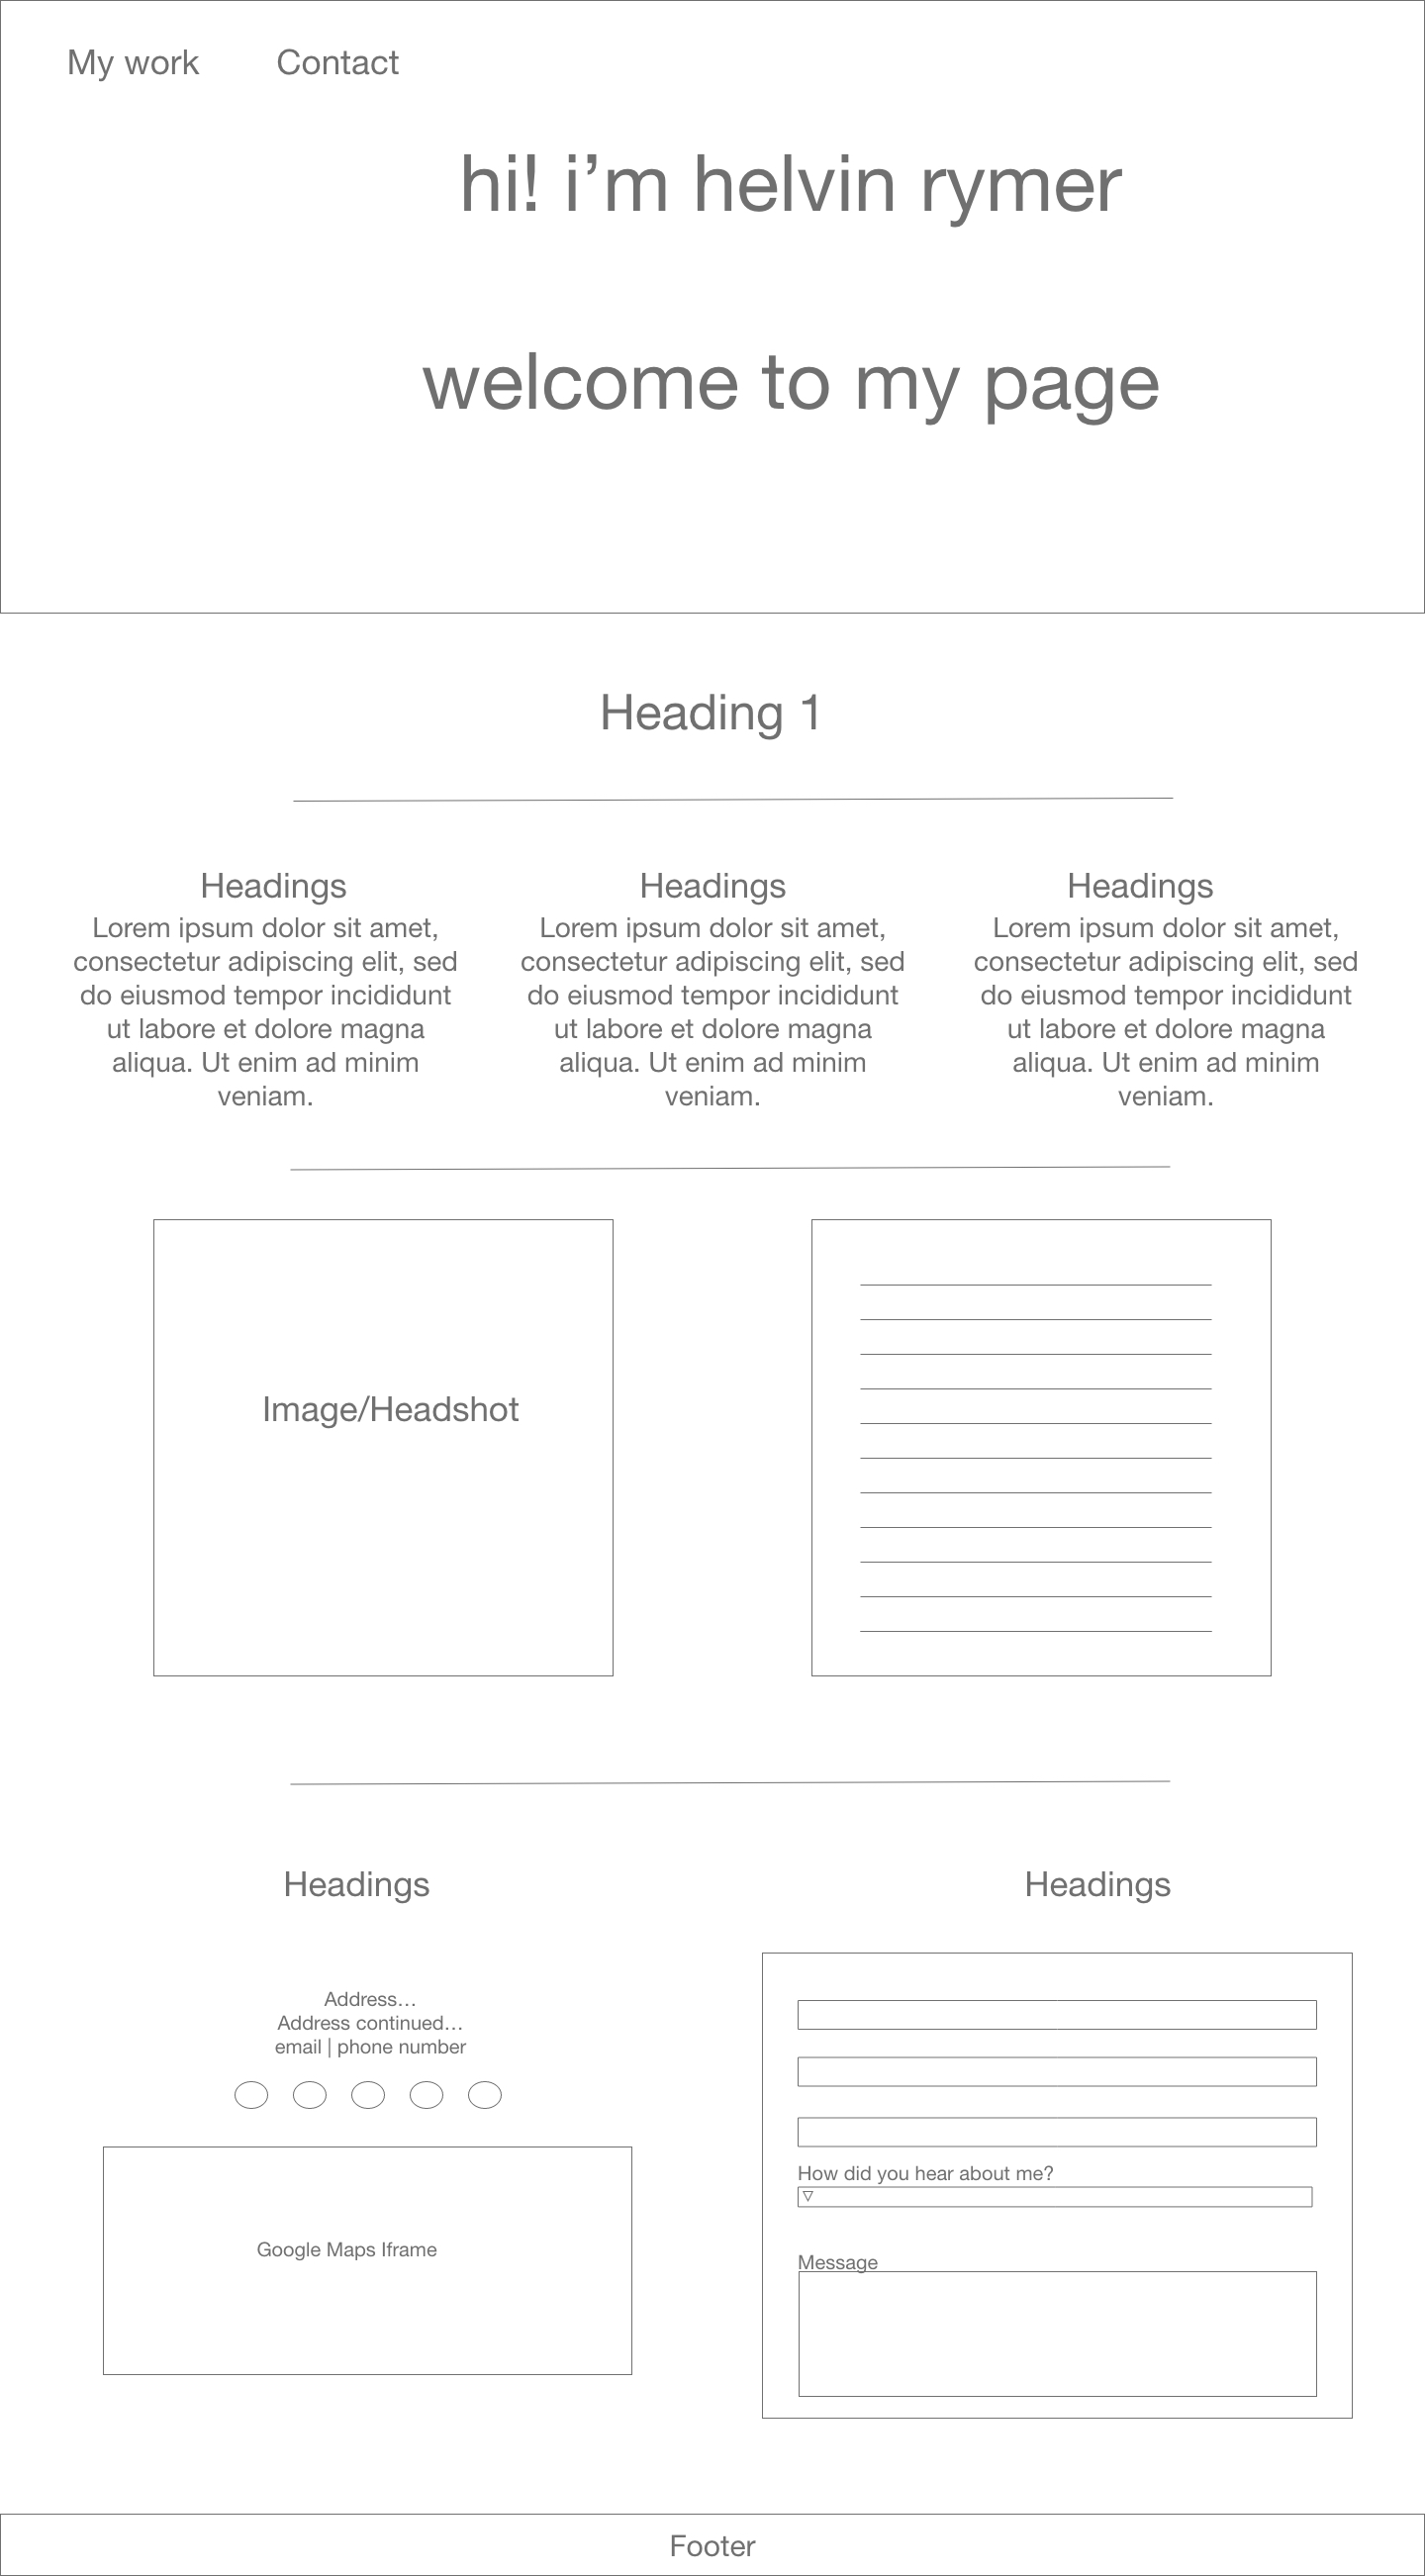 My work Contact
hi! i’m helvin rymer
welcome to my page
Heading 1
Headings
Lorem ipsum dolor sit amet,
consectetur adipiscing elit, sed
do eiusmod tempor incididunt
ut labore et dolore magna
aliqua. Ut enim ad minim
veniam.
Headings
Lorem ipsum dolor sit amet,
consectetur adipiscing elit, sed
do eiusmod tempor incididunt
ut labore et dolore magna
aliqua. Ut enim ad minim
veniam.
Headings
Lorem ipsum dolor sit amet,
consectetur adipiscing elit, sed
do eiusmod tempor incididunt
ut labore et dolore magna
aliqua. Ut enim ad minim
veniam.
Image/Headshot
Headings
Address…
Address continued…
email | phone number
Google Maps Iframe
Headings
How did you hear about me?
Message
Footer